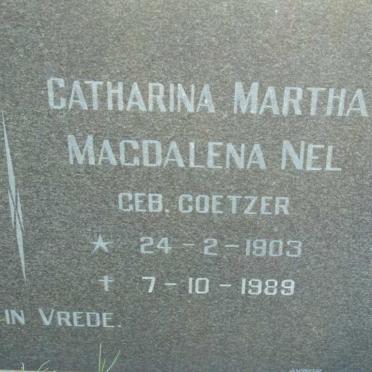 CATHARINA MARTHA
MAGDALENA NEL
GEB. COETZER
★ 24 - 2 - 1903
† 7 - 10 - 1989
IN VREDE.